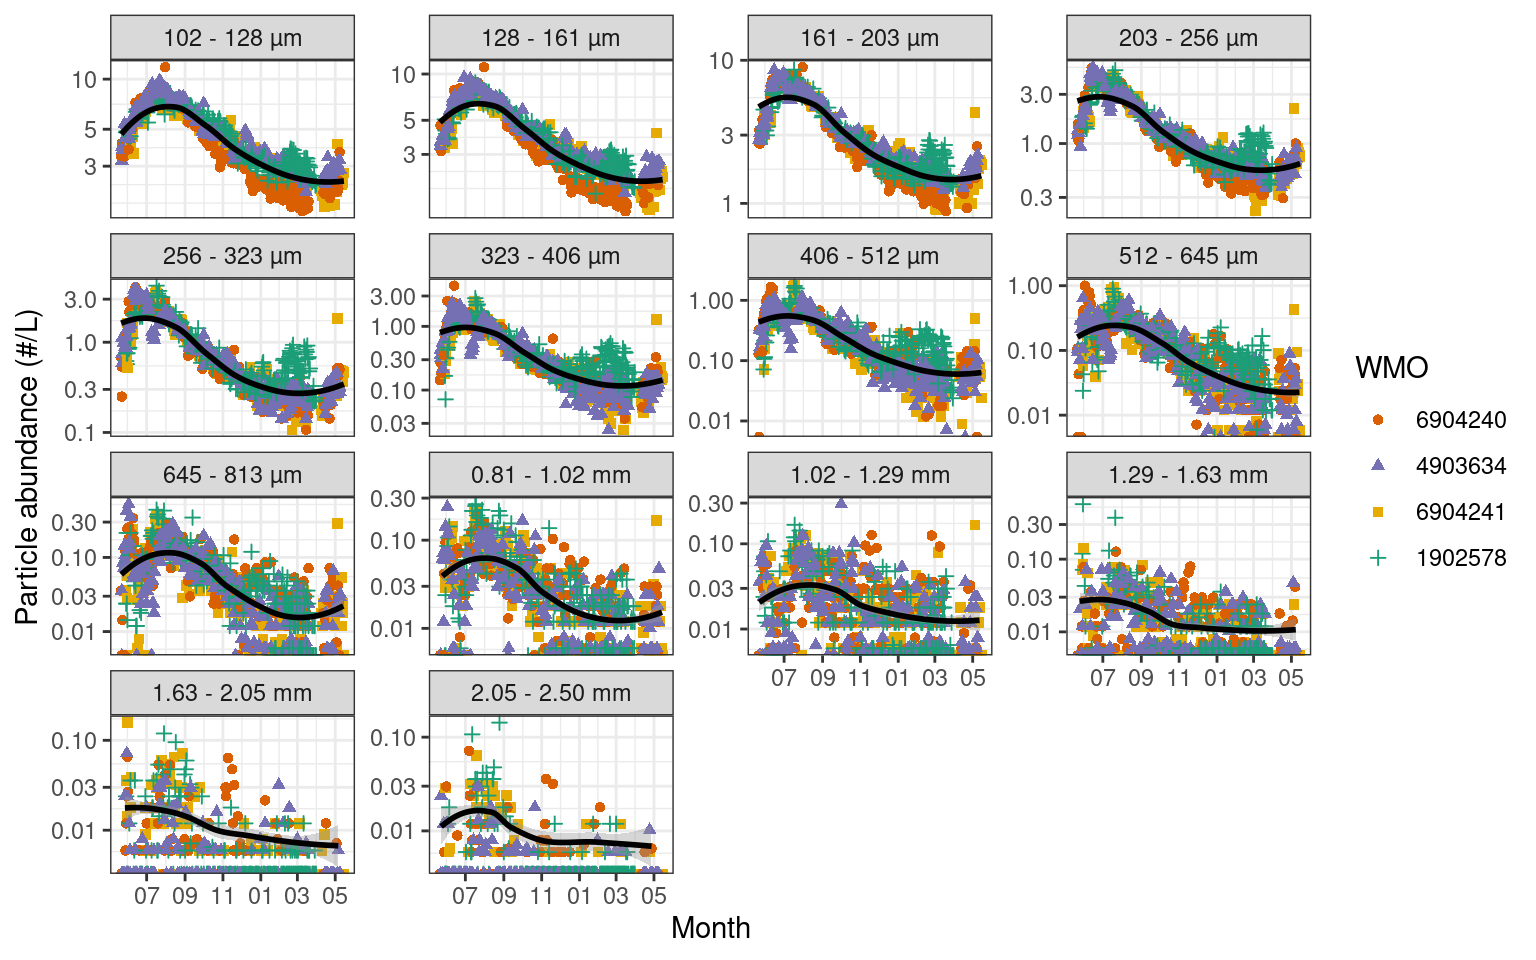 102 - 128 µm
128 - 161 µm
161 - 203 µm
203 - 256 µm
10
5
3
10
5
3
10
3
1
3.0
1.0
0.3
256 - 323 µm
323 - 406 µm
406 - 512 µm
512 - 645 µm
3.0
1.0
0.3
0.1
3.00
1.00
0.30
0.10
0.03
1.00
0.10
0.01
1.00
0.10
0.01
645 - 813 µm
0.81 - 1.02 mm
1.02 - 1.29 mm
1.29 - 1.63 mm
0.30
0.10
0.03
0.01
0.30
0.10
0.03
0.01
0.30
0.10
0.03
0.01
0.30
0.10
0.03
0.01
07 09 11 01 03 05
07 09 11 01 03 05
1.63 - 2.05 mm
2.05 - 2.50 mm
0.10
0.03
0.01
0.10
0.03
0.01
07 09 11 01 03 05
07 09 11 01 03 05
Month
Particle abundance (#/L)
WMO
6904240
4903634
6904241
1902578